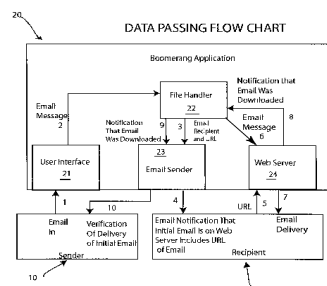 20
DATA PASSING FLOW CHART
Boomerang Application
Notification That
Email Was
Downloaded
File Handler
22
Email
Message
2
Notification
That Email
Was Downloaded
9
3
Email
Recipient
and URL
Email
Message
6
8
User Interface
21
23
Email Sender
Web Server
24
1
10
4
URL
5
7
Email
In
Verification
Of Delivery
of Initial Email
Sender
Email Notification That
Initial Email Is on Web
Server Includes URL
of Email
Email
Delivery
Recipient
10